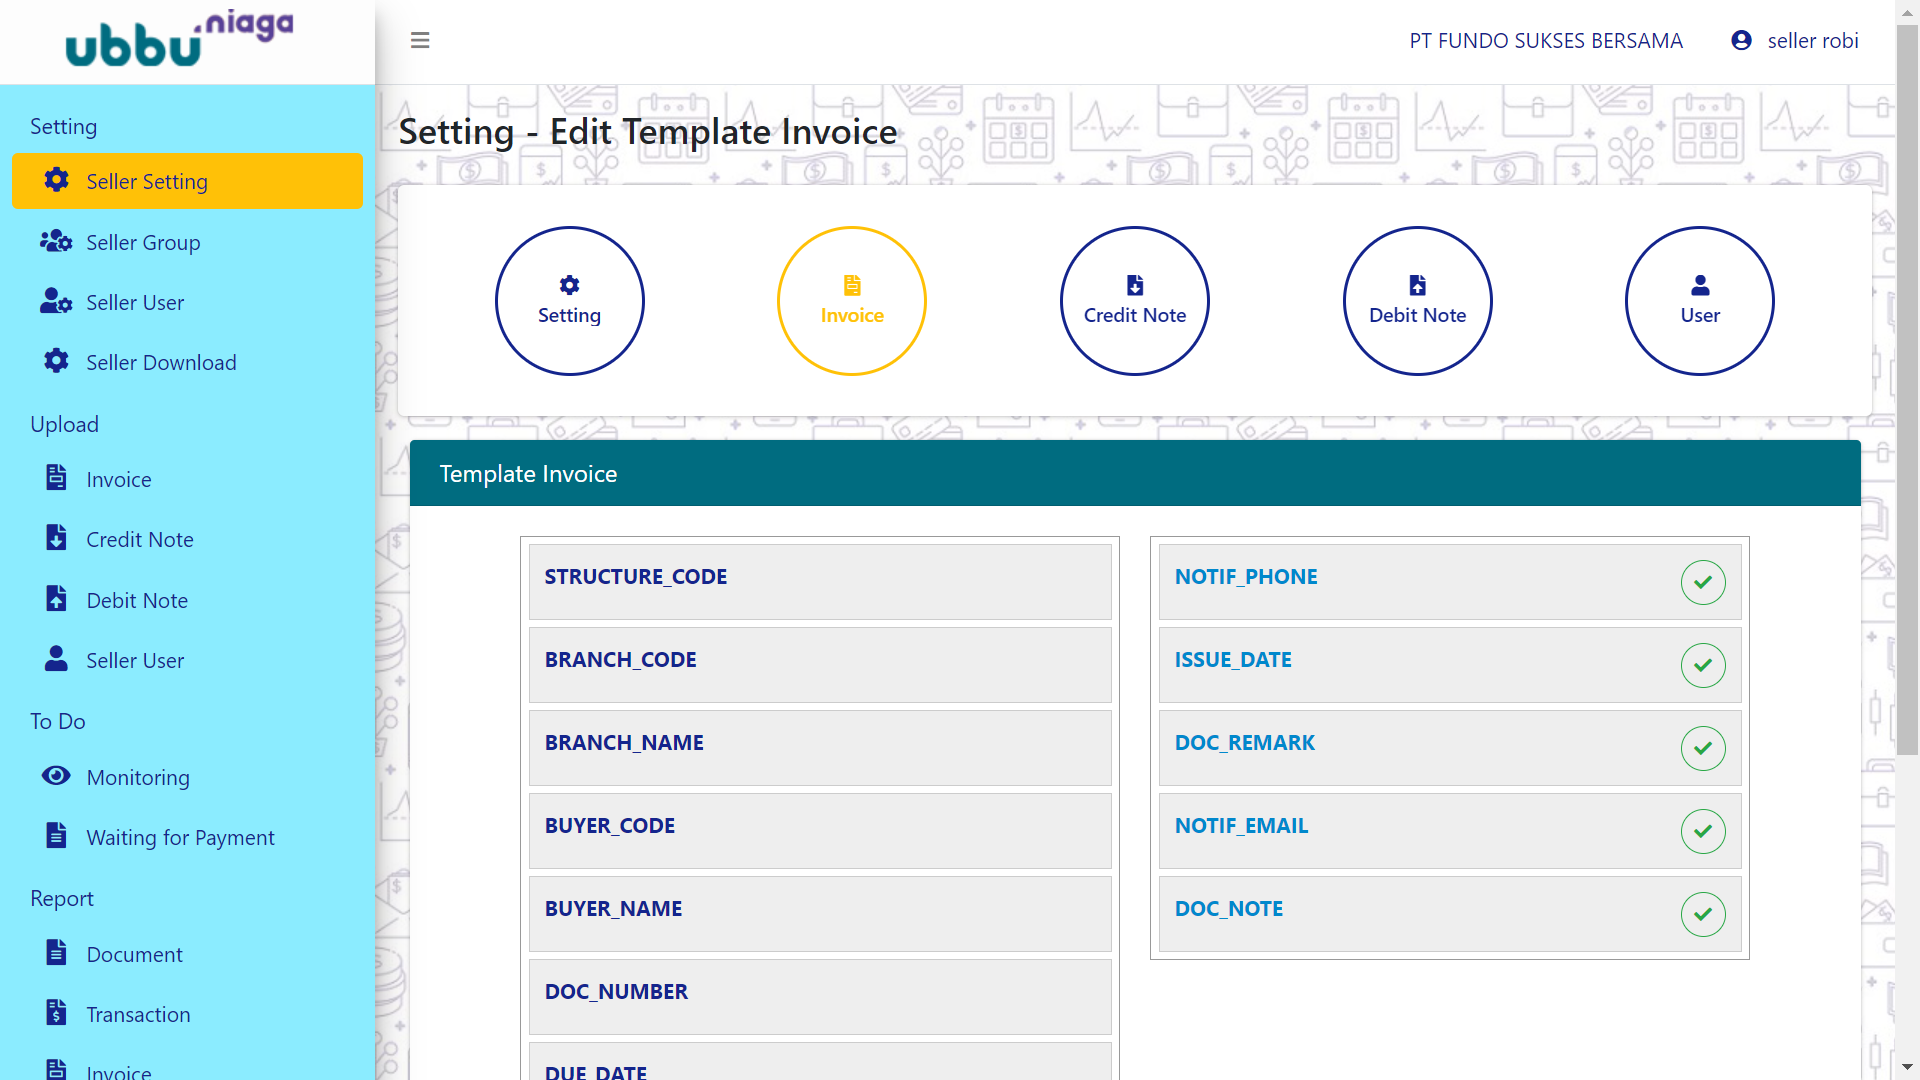 ubbu niaga
PT FUNDO SUKSES BERSAMA
seller robi
Setting
Seller Setting
Seller Group
Seller User
Seller Download
Upload
Invoice
Credit Note
Debit Note
Seller User
To Do
Monitoring
Waiting for Payment
Report
Document
Transaction
Invoice
Setting - Edit Template Invoice
Setting
Invoice
Credit Note
Debit Note
User
Template Invoice
STRUCTURE_CODE
BRANCH_CODE
BRANCH_NAME
BUYER_CODE
BUYER_NAME
DOC_NUMBER
DUE_DATE
NOTIF_PHONE
ISSUE_DATE
DOC_REMARK
NOTIF_EMAIL
DOC_NOTE